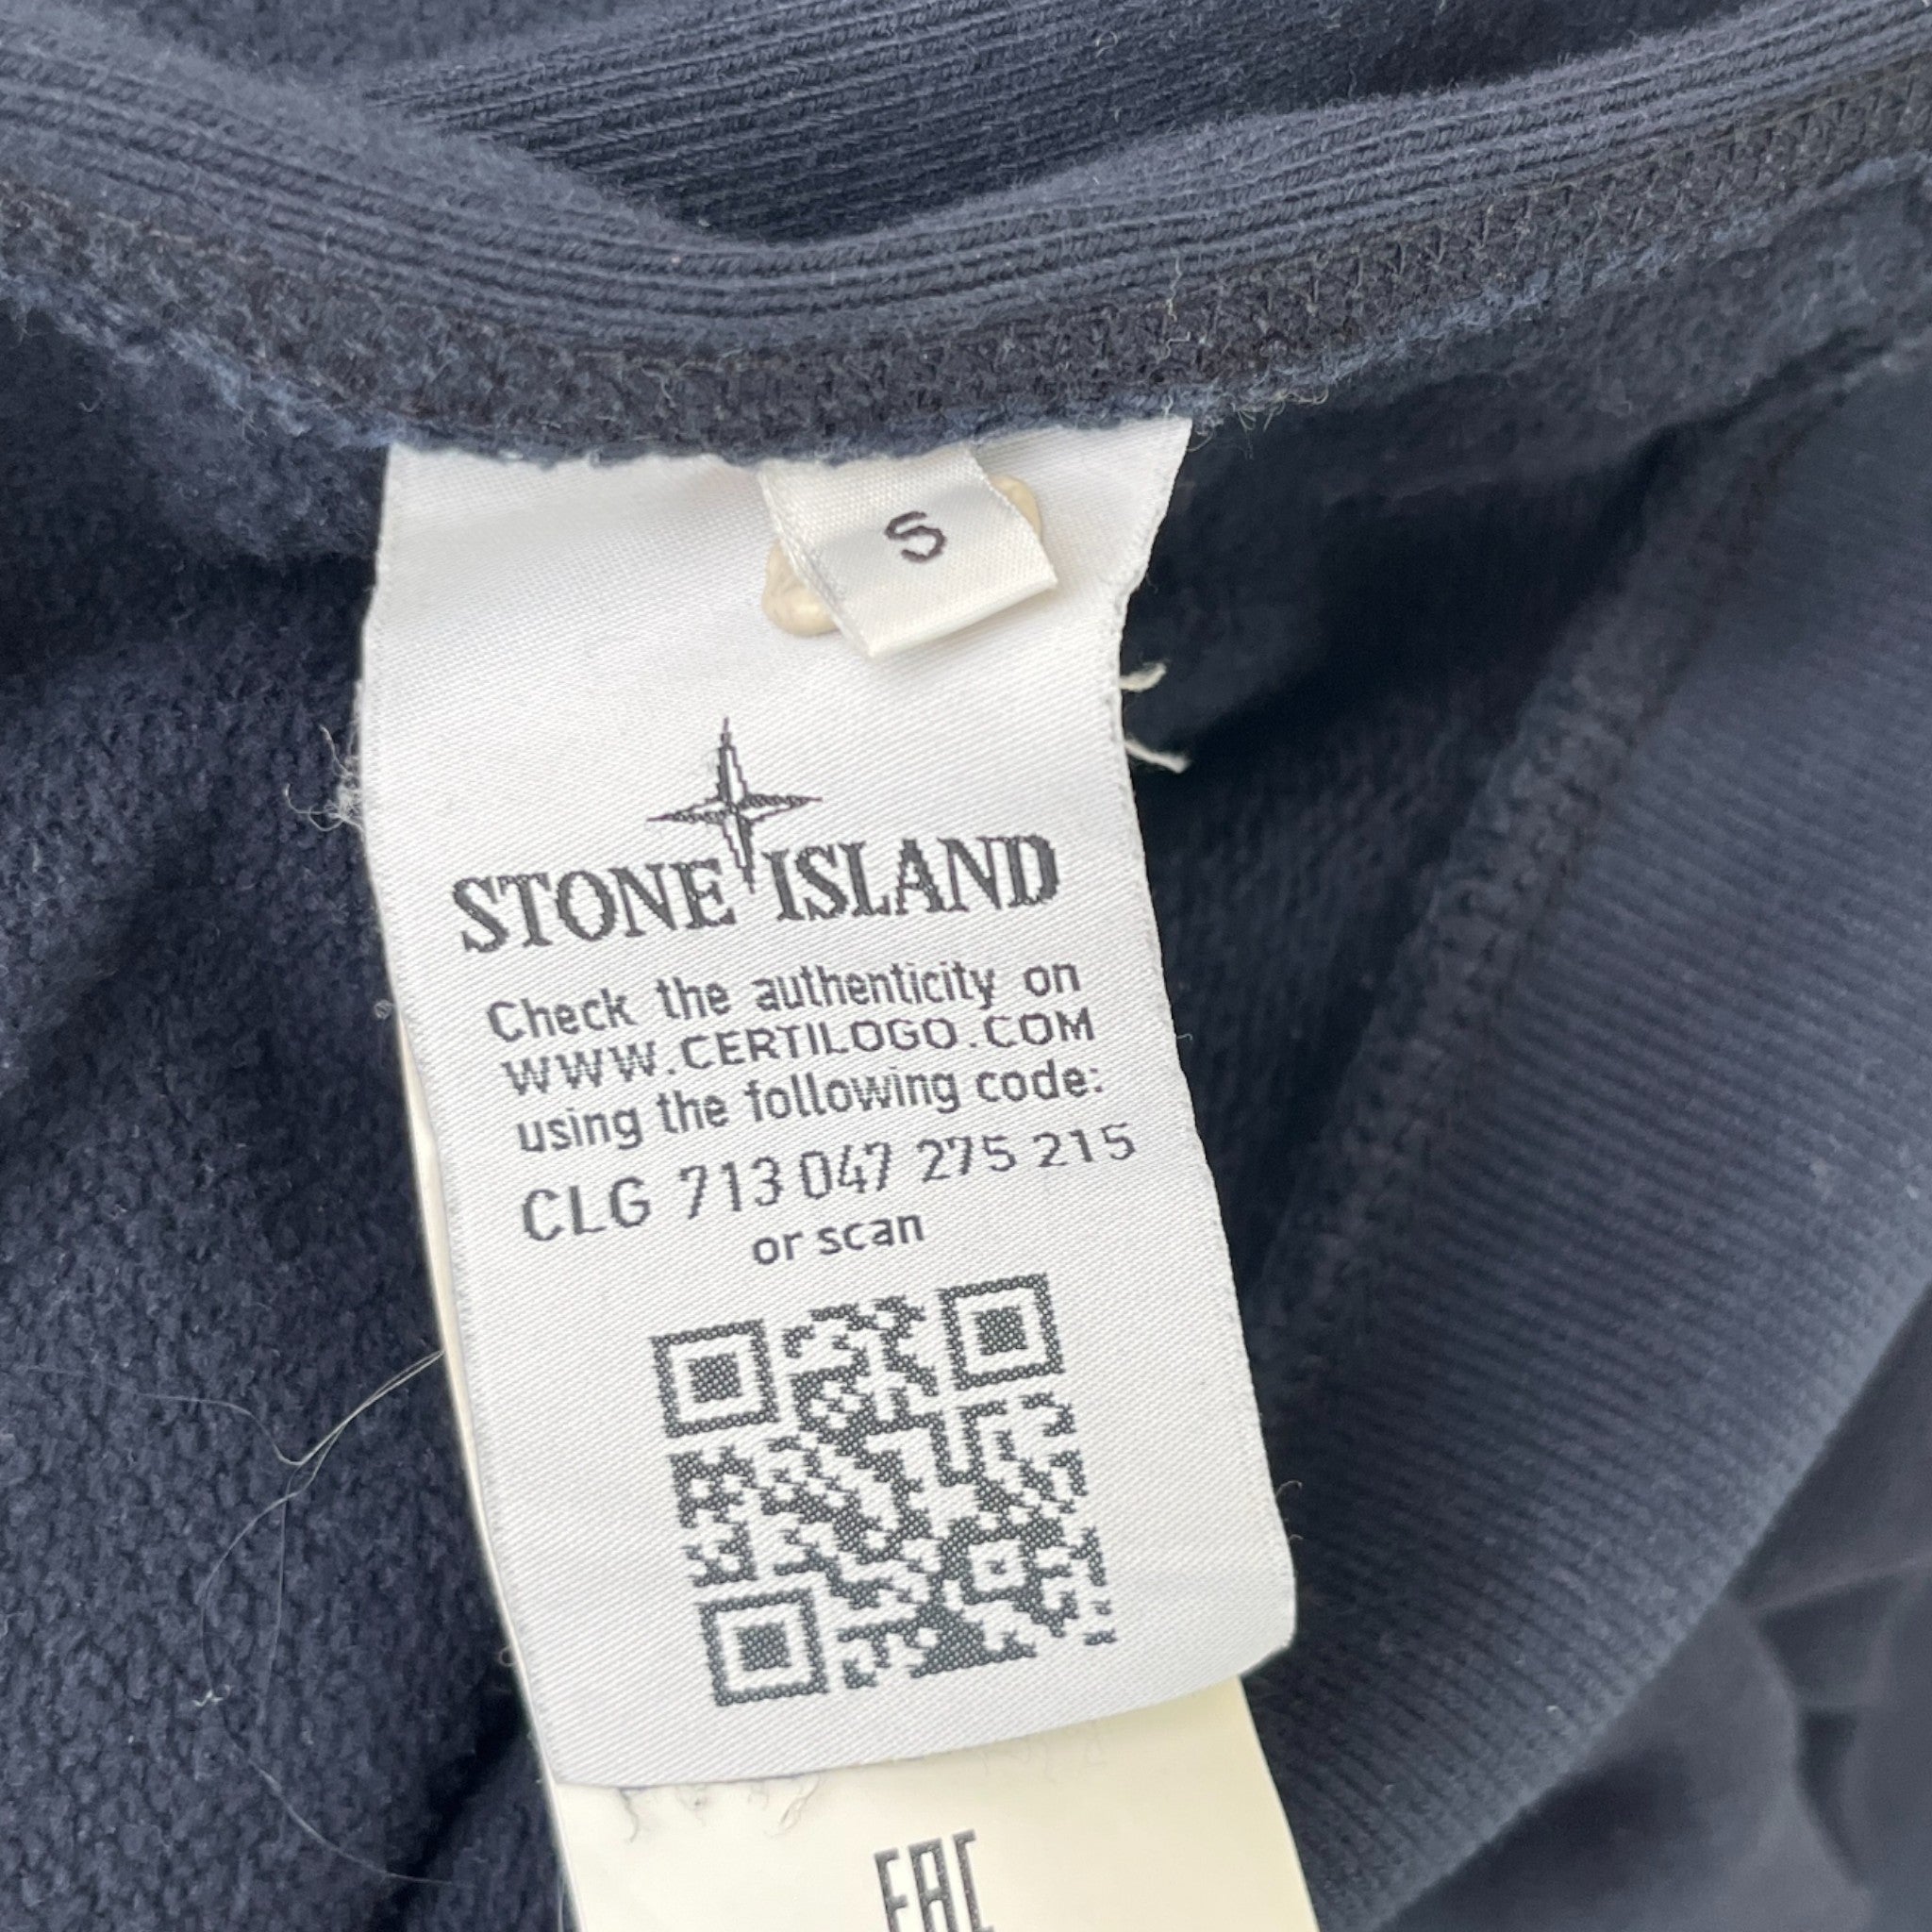 S
STONE ISLAND
Check the authenticity on
WWW.CERTILOGO.COM
using the following code:
CLG 713 047 275 215
or scan
EAC